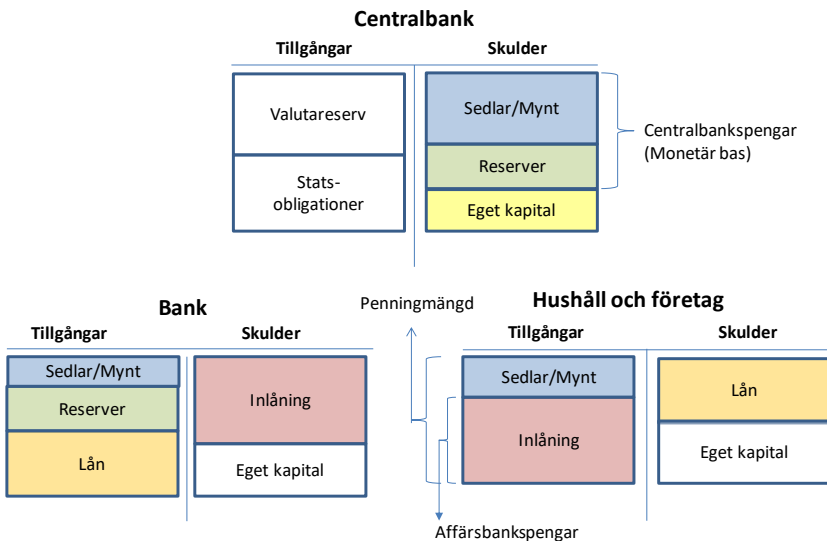 Centralbank
Tillgångar
Skulder
Valutareserv
Stats-
obligationer
Sedlar/Mynt
Reserver
Eget kapital
Centralbankspengar
(Monetär bas)
Bank
Tillgångar
Skulder
Sedlar/Mynt
Reserver
Lån
Inlåning
Eget kapital
Penningmängd
Hushåll och företag
Tillgångar
Skulder
Sedlar/Mynt
Inlåning
Lån
Eget kapital
Affärsbankspengar